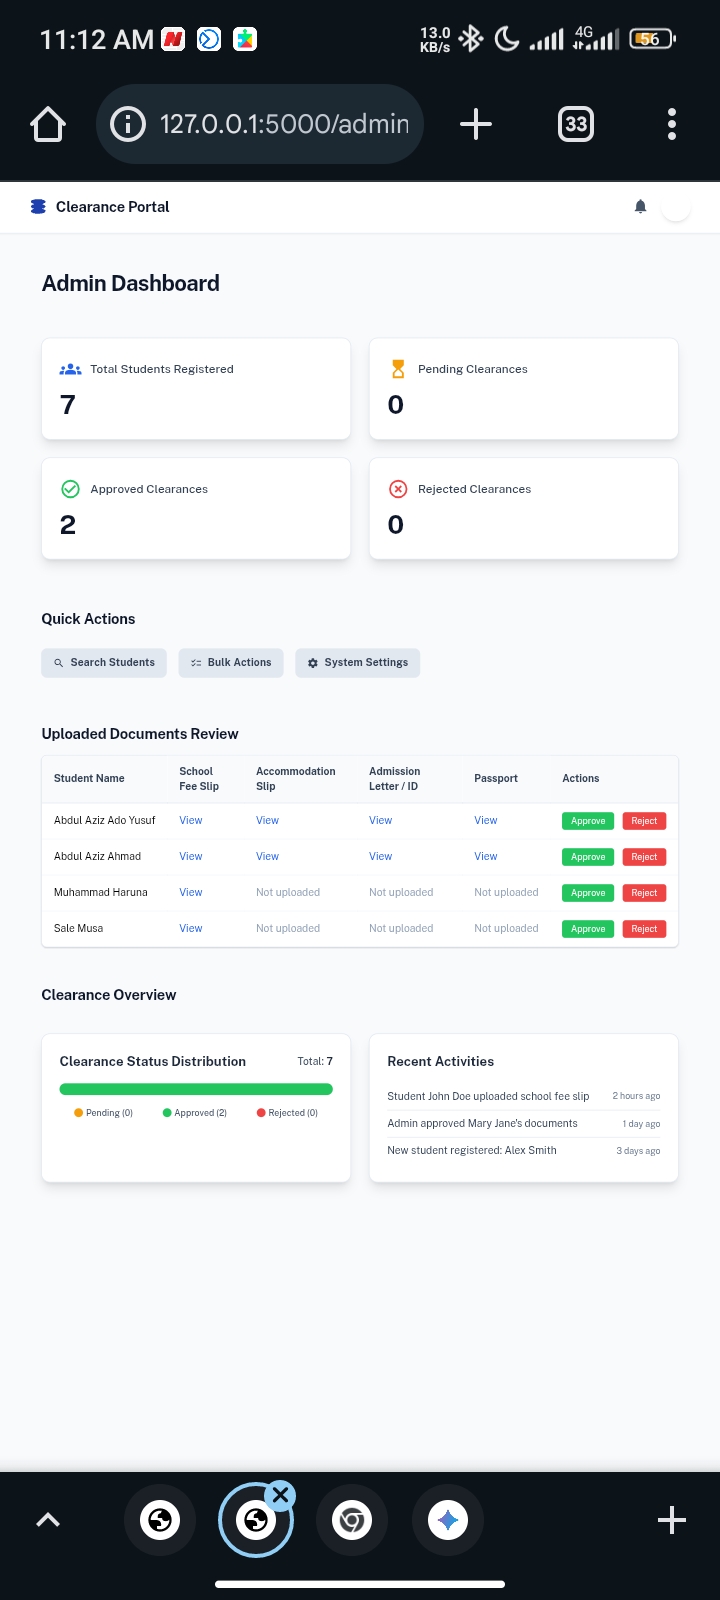 11:12 AM
13.0
KB/s
4G
56
127.0.0.1:5000/admin
33
Clearance Portal
Admin Dashboard
Total Students Registered
7
Pending Clearances
0
Approved Clearances
2
Rejected Clearances
0
Quick Actions
Search Students
Bulk Actions
System Settings
Uploaded Documents Review
Student Name School Fee Slip Accommodation Slip Admission Letter / ID Passport Actions
Abdul Aziz Ado Yusuf View View View View Approve Reject
Abdul Aziz Ahmad View View View View Approve Reject
Muhammad Haruna View Not uploaded Not uploaded Not uploaded Approve Reject
Sale Musa View Not uploaded Not uploaded Not uploaded Approve Reject
Clearance Overview
Clearance Status Distribution Total: 7
Pending (0) Approved (2) Rejected (0)
Recent Activities
Student John Doe uploaded school fee slip 2 hours ago
Admin approved Mary Jane's documents 1 day ago
New student registered: Alex Smith 3 days ago